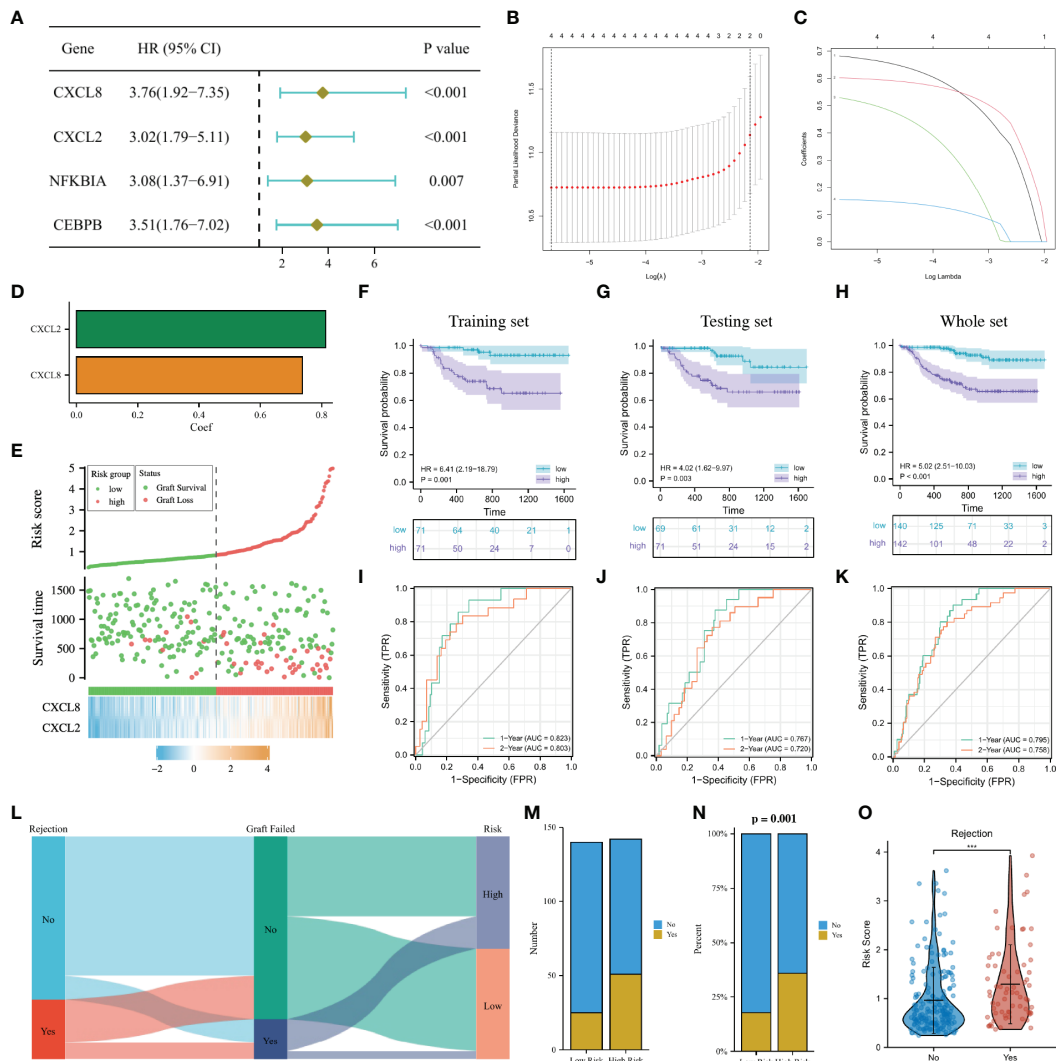 A
Gene HR (95% CI) P value
CXCL8 3.76(1.92−7.35) <0.001
CXCL2 3.02(1.79−5.11) <0.001
NFKBIA 3.08(1.37−6.91) 0.007
CEBPB 3.51(1.76−7.02) <0.001
2 4 6
B
4 4 4 4 4 4 4 4 4 4 4 4 4 4 2 2 2 2 0
Partial Likelihood Deviance
11.5
11.0
10.5
−5 −4 −3 −2
Log(λ)
C
4 4 4 1
Coefficients
0.7
0.6
0.5
0.4
0.3
0.2
0.1
0.0
−5 −4 −3 −2 −1
Log Lambda
D
CXCL2
CXCL8
0.0 0.2 0.4 0.6 0.8
Coef
E
Risk score
5
4
3
2
1
Risk group
low
high
Status
Graft Survival
Graft Loss
Survival time
1500
1000
500
0
CXCL8
CXCL2
−2 0 2 4
F
Training set
Survival probability
1.0
0.8
0.6
0.4
0.2
0.0
HR = 6.41 (2.19−18.79)
P = 0.001
low
high
0 400 800 1200 1600
Time
low 71 64 40 21 1
high 71 50 24 7 0
G
Testing set
Survival probability
1.0
0.8
0.6
0.4
0.2
0.0
HR = 4.02 (1.62−9.97)
P = 0.003
low
high
0 400 800 1200 1600
Time
low 69 61 31 12 2
high 71 51 24 15 2
H
Whole set
Survival probability
1.0
0.8
0.6
0.4
0.2
0.0
HR = 5.02 (2.51−10.03)
P < 0.001
low
high
0 400 800 1200 1600
Time
low 140 125 71 33 3
high 142 101 48 22 2
I
Sensitivity (TPR)
1.0
0.8
0.6
0.4
0.2
0.0
1−Year (AUC = 0.823)
2−Year (AUC = 0.803)
0.0 0.2 0.4 0.6 0.8 1.0
1−Specificity (FPR)
J
Sensitivity (TPR)
1.0
0.8
0.6
0.4
0.2
0.0
1−Year (AUC = 0.767)
2−Year (AUC = 0.720)
0.0 0.2 0.4 0.6 0.8 1.0
1−Specificity (FPR)
K
Sensitivity (TPR)
1.0
0.8
0.6
0.4
0.2
0.0
1−Year (AUC = 0.795)
2−Year (AUC = 0.758)
0.0 0.2 0.4 0.6 0.8 1.0
1−Specificity (FPR)
L
Rejection Graft Failed Risk
No
Yes
No
Yes
High
Low
M
Number
150
100
50
0
No
Yes
Low Risk High Risk
N
p = 0.001
Percent
100%
75%
50%
25%
0%
No
Yes
Low Risk High Risk
O
Rejection
***
Risk Score
4
3
2
1
0
No Yes